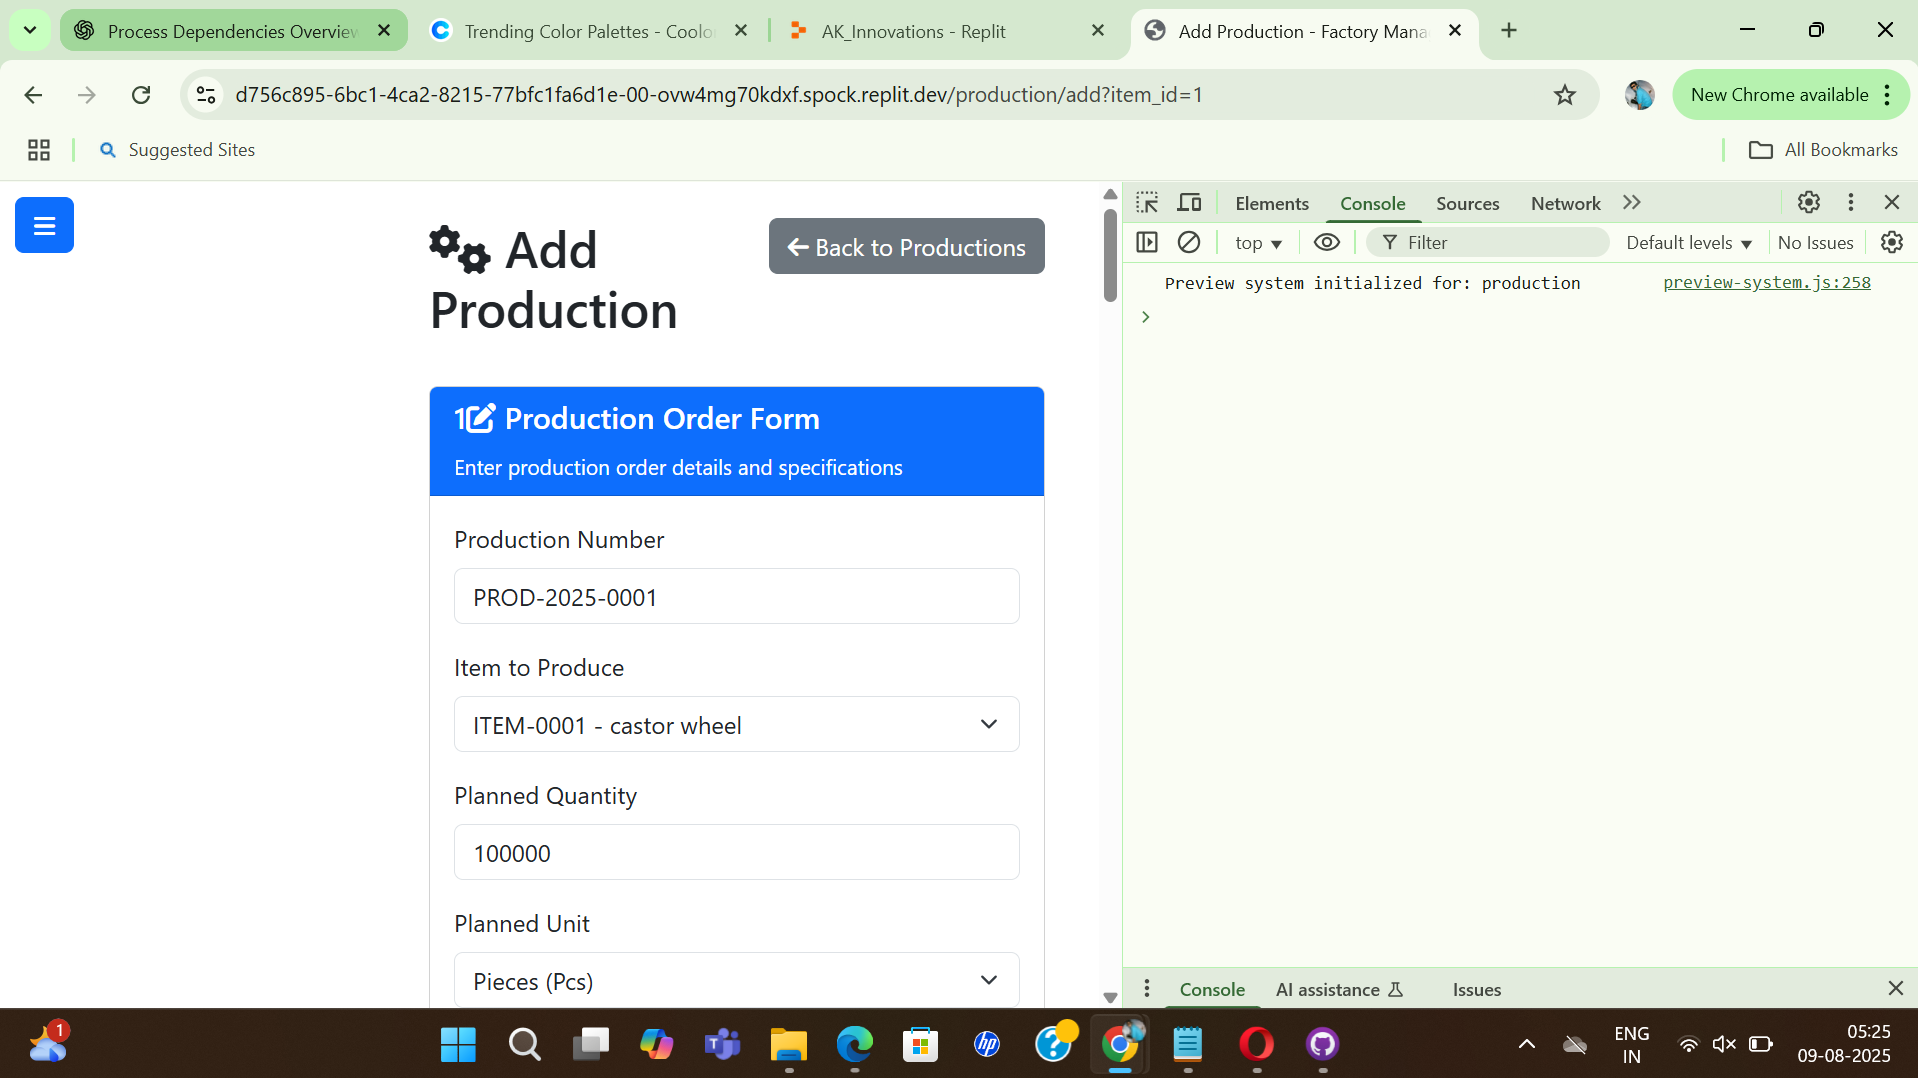 Process Dependencies Overview
Trending Color Palettes - Coolo
AK_Innovations - Replit
Add Production - Factory Mana
d756c895-6bc1-4ca2-8215-77bfc1fa6d1e-00-ovw4mg70kdxf.spock.replit.dev/production/add?item_id=1
New Chrome available
Suggested Sites
All Bookmarks
Add Production
Back to Productions
1 Production Order Form
Enter production order details and specifications
Production Number
PROD-2025-0001
Item to Produce
ITEM-0001 - castor wheel
Planned Quantity
100000
Planned Unit
Pieces (Pcs)
Elements
Console
Sources
Network
top
Filter
Default levels
No Issues
Preview system initialized for: production
preview-system.js:258
Console
AI assistance
Issues
1
ENG
IN
05:25
09-08-2025